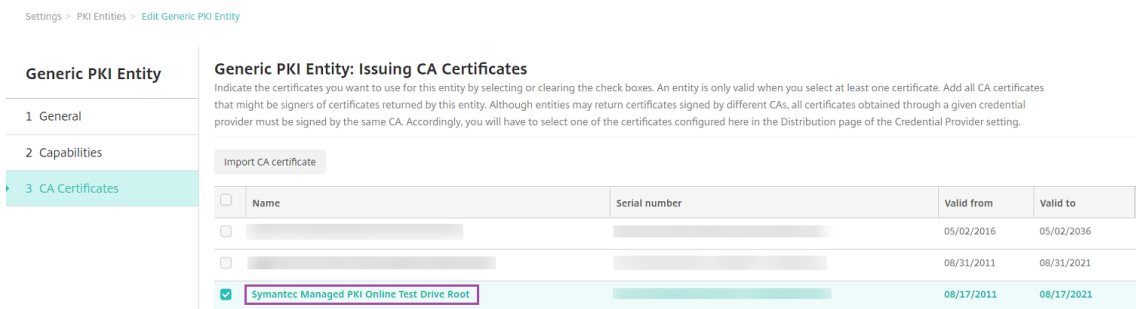 Settings > PKI Entities > Edit Generic PKI Entity
Generic PKI Entity
1 General
2 Capabilities
3 CA Certificates
Generic PKI Entity: Issuing CA Certificates
Indicate the certificates you want to use for this entity by selecting or clearing the check boxes. An entity is only valid when you select at least one certificate. Add all CA certificates
that might be signers of certificates returned by this entity. Although entities may return certificates signed by different CAs, all certificates obtained through a given credential
provider must be signed by the same CA. Accordingly, you will have to select one of the certificates configured here in the Distribution page of the Credential Provider setting.
Import CA certificate
Name Serial number Valid from Valid to
05/02/2016 05/02/2036
08/31/2011 08/31/2021
Symantec Managed PKI Online Test Drive Root 08/17/2011 08/17/2021